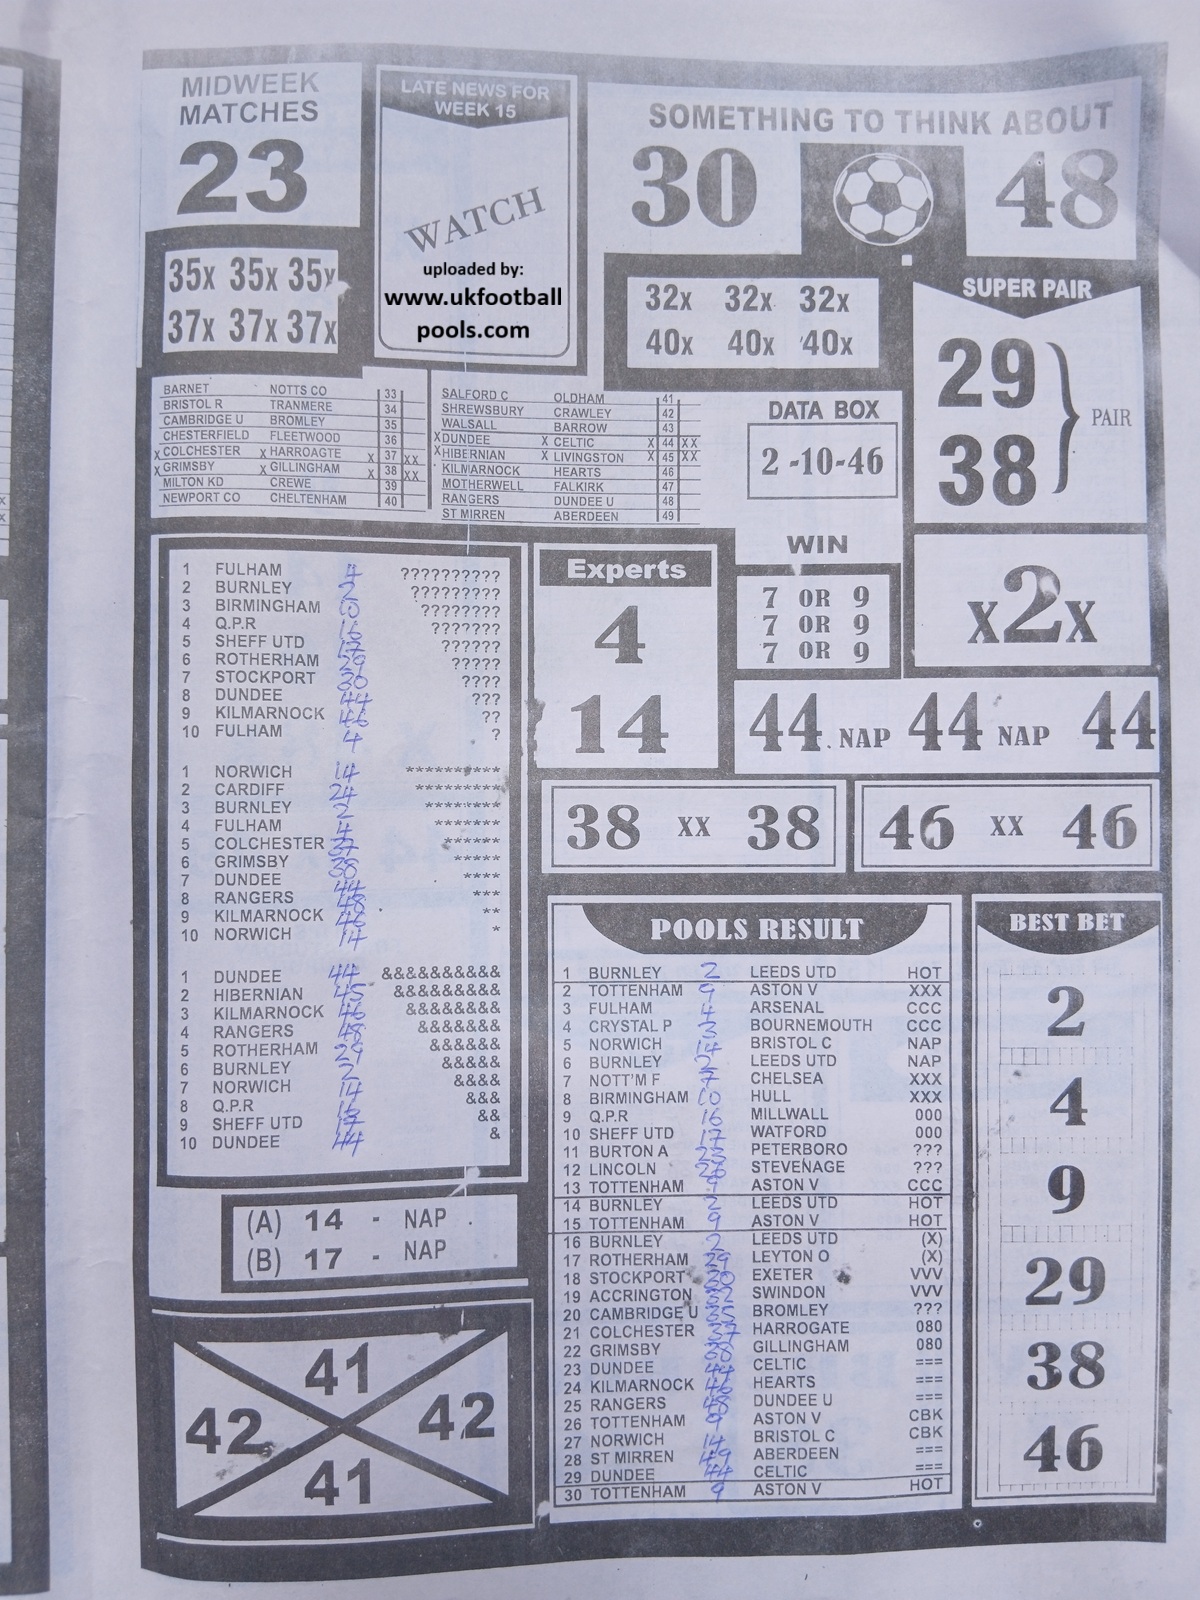 MIDWEEK
MATCHES
23
35x 35x 35x
37x 37x 37x
LATE NEWS FOR
WEEK 15
WATCH
uploaded by:
www.ukfootball
pools.com
SOMETHING TO THINK ABOUT
30 48
32x 32x 32x
40x 40x 40x
SUPER PAIR
29
38
PAIR
BARNET NOTTS CO 33
BRISTOL R TRANMERE 34
CAMBRIDGE U BROMLEY 35
CHESTERFIELD FLEETWOOD 36
X COLCHESTER X HARROAGTE X 37 XX
X GRIMSBY X GILLINGHAM X 38 XX
MILTON KD CREWE 39
NEWPORT CO CHELTENHAM 40
SALFORD C OLDHAM 41
SHREWSBURY CRAWLEY 42
WALSALL BARROW 43
X DUNDEE X CELTIC X 44 XX
X HIBERNIAN X LIVINGSTON X 45 XX
KILMARNOCK HEARTS 46
MOTHERWELL FALKIRK 47
RANGERS DUNDEE U 48
ST MIRREN ABERDEEN 49
DATA BOX
2 -10-46
WIN
7 OR 9
7 OR 9
7 OR 9
x2x
1 FULHAM 4 ??????????
2 BURNLEY 2 ?????????
3 BIRMINGHAM 10 ????????
4 Q.P.R 16 ???????
5 SHEFF UTD 17 ??????
6 ROTHERHAM 29 ?????
7 STOCKPORT 30 ????
8 DUNDEE 44 ???
9 KILMARNOCK 46 ??
10 FULHAM 4 ?
1 NORWICH 14 **********
2 CARDIFF 24 *********
3 BURNLEY 2 ********
4 FULHAM 4 *******
5 COLCHESTER 37 ******
6 GRIMSBY 38 *****
7 DUNDEE 44 ****
8 RANGERS 48 ***
9 KILMARNOCK 46 **
10 NORWICH 14 *
1 DUNDEE 44 &&&&&&&&&&
2 HIBERNIAN 45 &&&&&&&&&
3 KILMARNOCK 46 &&&&&&&&
4 RANGERS 48 &&&&&&&
5 ROTHERHAM 29 &&&&&&
6 BURNLEY 2 &&&&&
7 NORWICH 14 &&&&
8 Q.P.R 16 &&&
9 SHEFF UTD 17 &&
10 DUNDEE 44 &
Experts
4
14
44 NAP 44 NAP 44
38 XX 38
46 XX 46
(A) 14 - NAP
(B) 17 - NAP
41
42 42
41
POOLS RESULT
1 BURNLEY 2 LEEDS UTD HOT
2 TOTTENHAM 9 ASTON V XXX
3 FULHAM 4 ARSENAL CCC
4 CRYSTAL P 3 BOURNEMOUTH CCC
5 NORWICH 14 BRISTOL C NAP
6 BURNLEY 2 LEEDS UTD NAP
7 NOTT'M F 7 CHELSEA XXX
8 BIRMINGHAM 10 HULL XXX
9 Q.P.R 16 MILLWALL 000
10 SHEFF UTD 17 WATFORD 000
11 BURTON A PETERBORO ???
12 LINCOLN STEVENAGE ???
13 TOTTENHAM 9 ASTON V CCC
14 BURNLEY 2 LEEDS UTD HOT
15 TOTTENHAM 9 ASTON V HOT
16 BURNLEY 2 LEEDS UTD (X)
17 ROTHERHAM 29 LEYTON O (X)
18 STOCKPORT 30 EXETER VVV
19 ACCRINGTON 32 SWINDON VVV
20 CAMBRIDGE U 35 BROMLEY ???
21 COLCHESTER 37 HARROGATE 080
22 GRIMSBY 38 GILLINGHAM 080
23 DUNDEE 44 CELTIC ===
24 KILMARNOCK 46 HEARTS ===
25 RANGERS 48 DUNDEE U ===
26 TOTTENHAM 9 ASTON V CBK
27 NORWICH 14 BRISTOL C CBK
28 ST MIRREN 49 ABERDEEN ===
29 DUNDEE 44 CELTIC ===
30 TOTTENHAM 9 ASTON V HOT
BEST BET
2
4
9
29
38
46